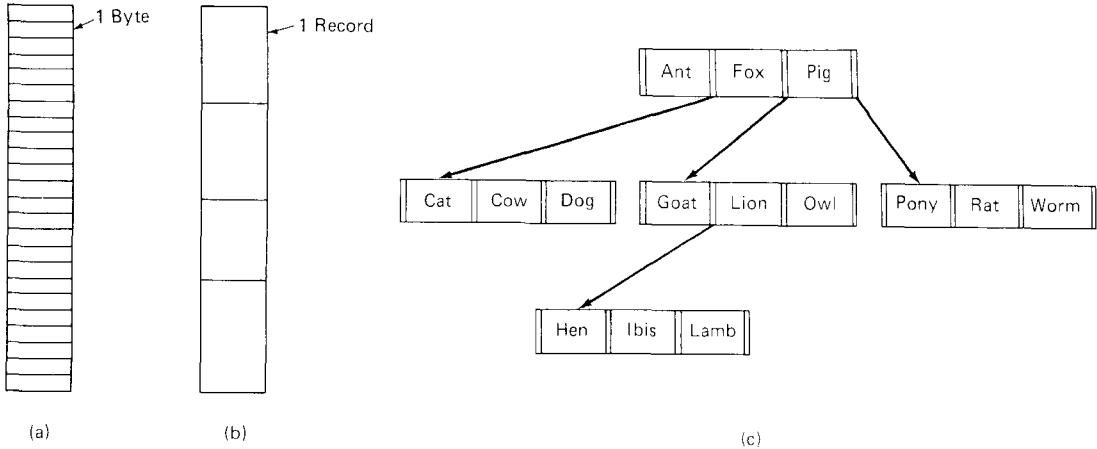 1 Byte
1 Record
Ant Fox Pig
Cat Cow Dog
Goat Lion Owl
Pony Rat Worm
Hen Ibis Lamb
(a)
(b)
(c)